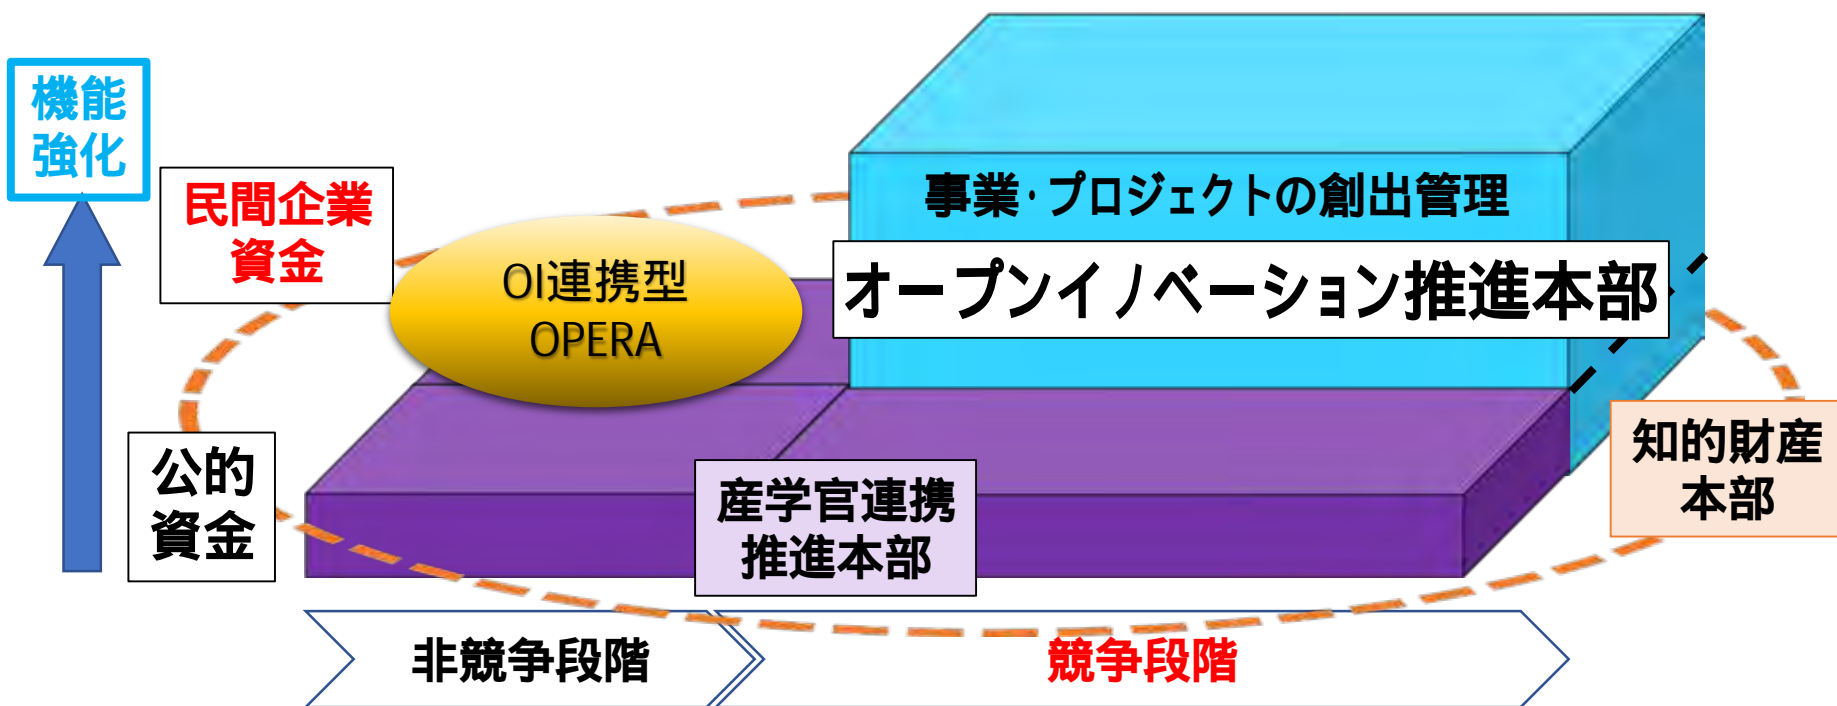 機能
強化
民間企業
資金
OI連携型
OPERA
事業・プロジェクトの創出管理
オープンイノベーション推進本部
公的
資金
産学官連携
推進本部
知的財産
本部
非競争段階
競争段階